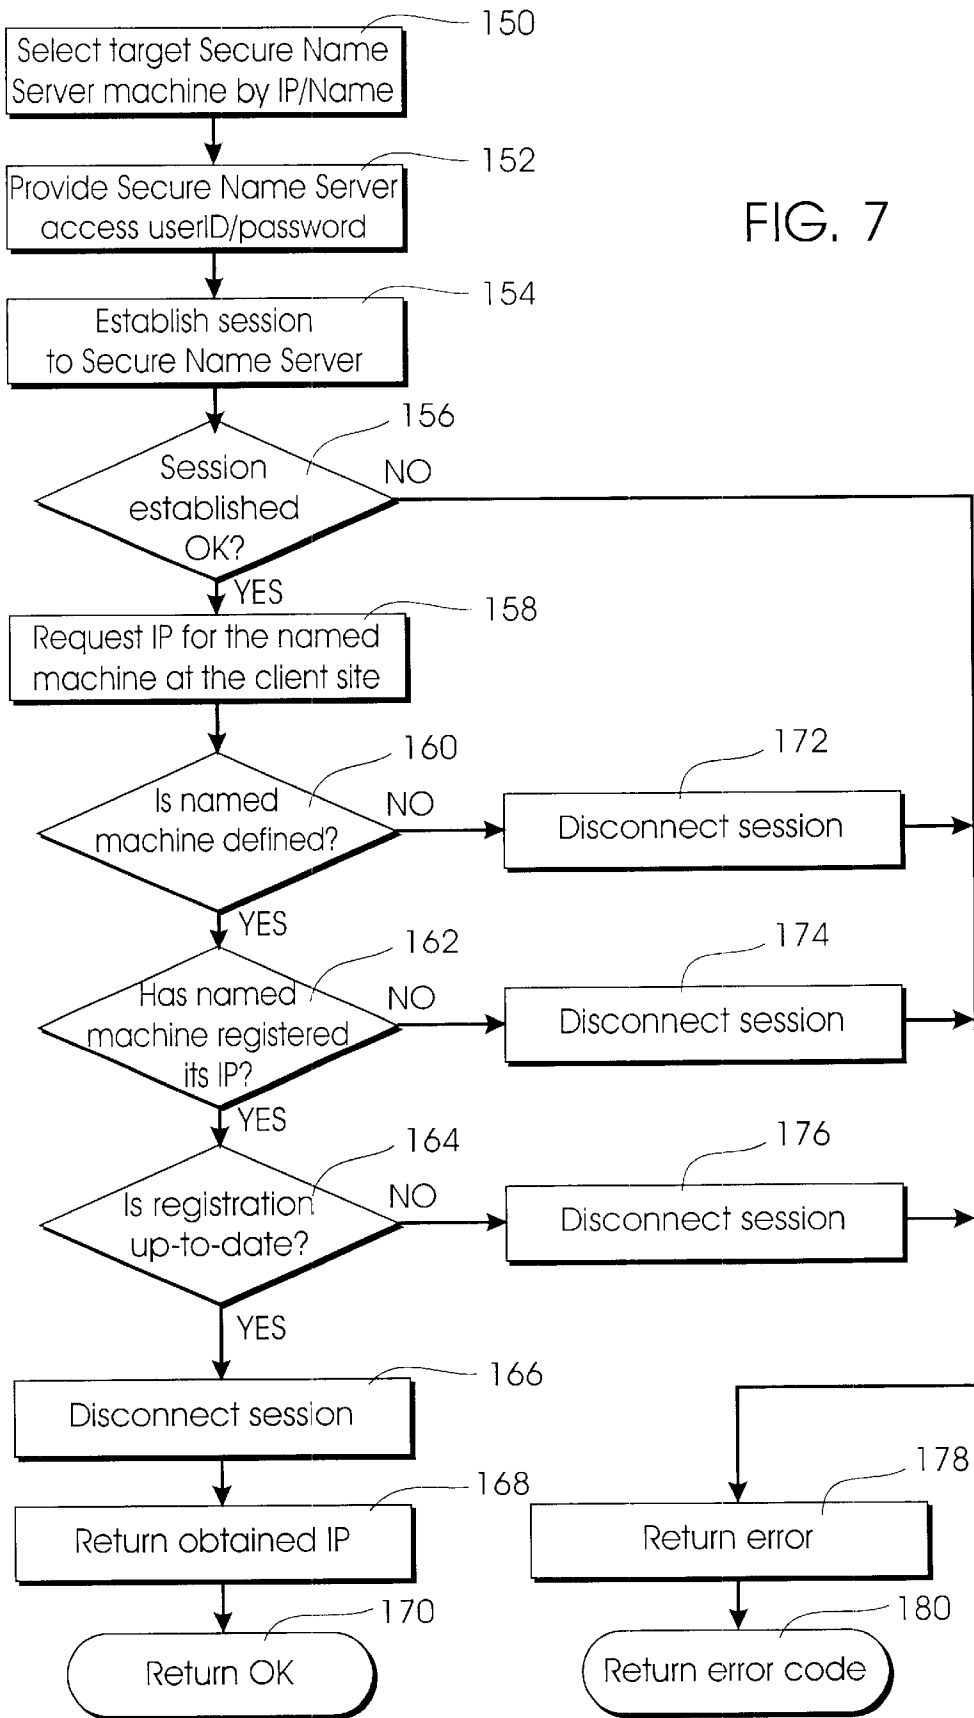 150
Select target Secure Name
Server machine by IP/Name
152
Provide Secure Name Server
access userID/password
FIG. 7
154
Establish session
to Secure Name Server
156
Session
established
OK?
NO
YES
158
Request IP for the named
machine at the client site
160
Is named
machine defined?
NO
172
Disconnect session
YES
162
Has named
machine registered
its IP?
NO
174
Disconnect session
YES
164
Is registration
up-to-date?
NO
176
Disconnect session
YES
166
Disconnect session
168
Return obtained IP
178
Return error
170
Return OK
180
Return error code